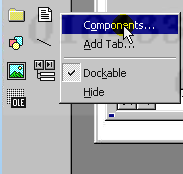 Components...
Add Tab...
Dockable
Hide
OLE